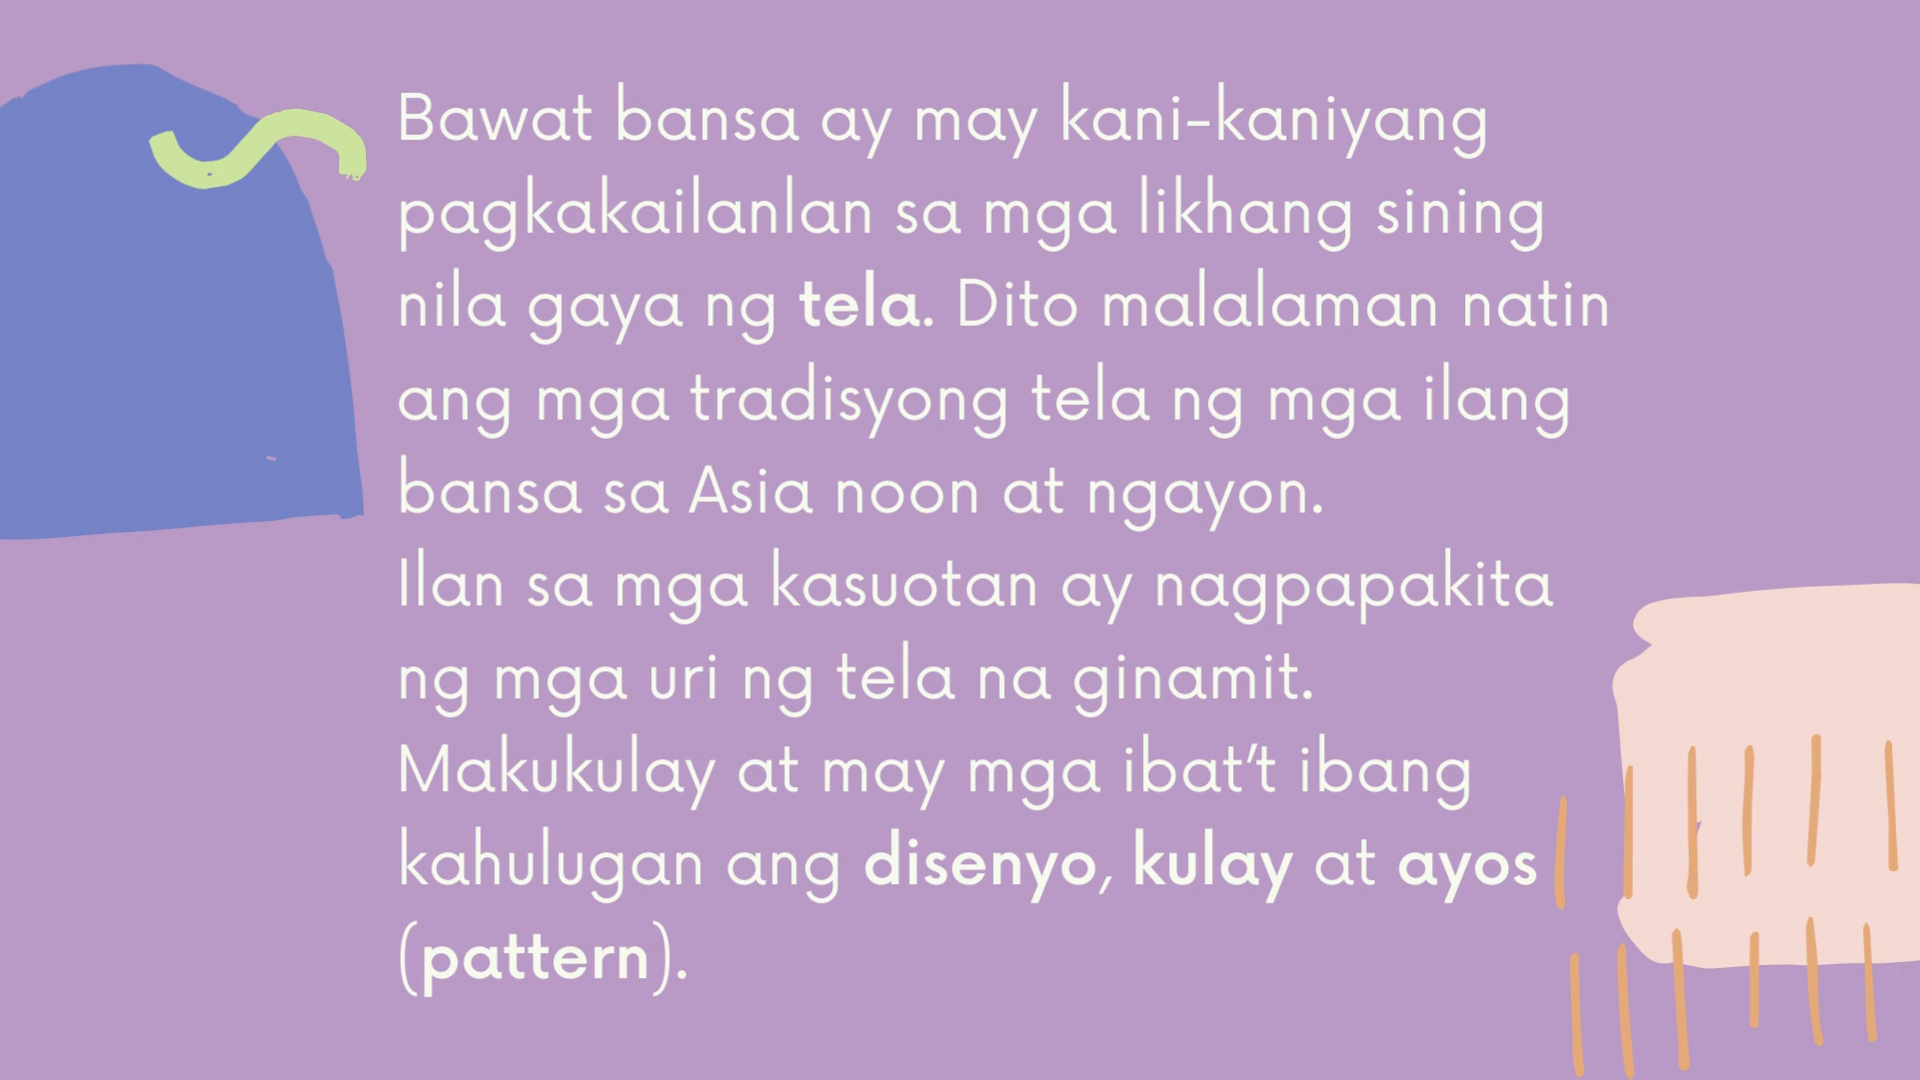 Bawat bansa ay may kani-kaniyang
pagkakailanlan sa mga likhang sining
nila gaya ng tela. Dito malalaman natin
ang mga tradisyong tela ng mga ilang
bansa sa Asia noon at ngayon.
Ilan sa mga kasuotan ay nagpapakita
ng mga uri ng tela na ginamit.
Makukulay at may mga ibat’t ibang
kahulugan ang disenyo, kulay at ayos
(pattern).